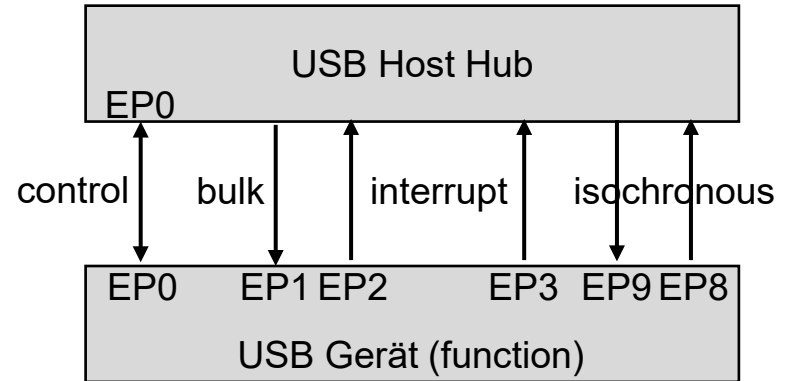 USB Host Hub
EP0
control bulk interrupt isochronous
EP0 EP1 EP2 EP3 EP9 EP8
USB Gerät (function)